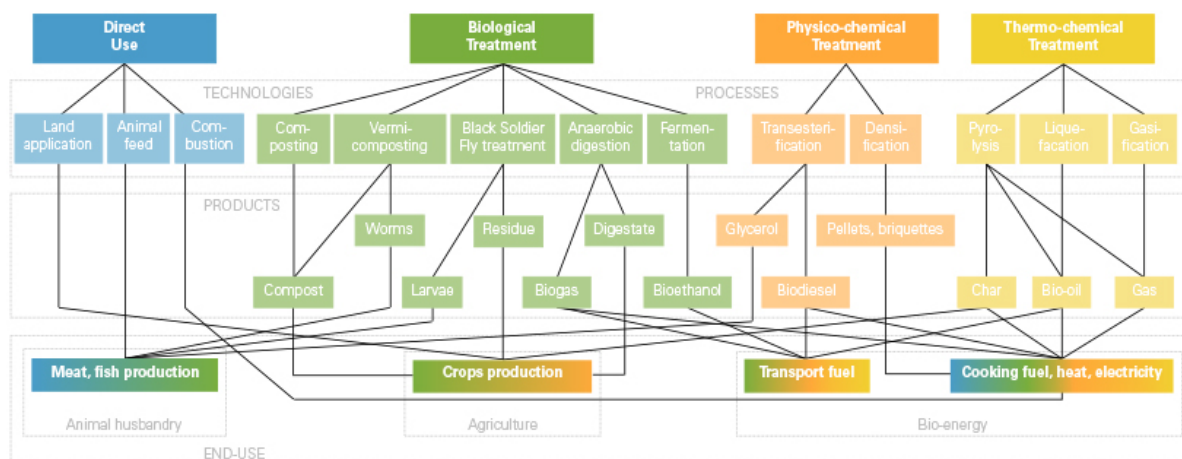 Direct
Use
Biological
Treatment
Physico-chemical
Treatment
Thermo-chemical
Treatment
TECHNOLOGIES
PROCESSES
Land
application
Animal
feed
Com-
bustion
Com-
posting
Vermi-
composting
Black Soldier
Fly treatment
Anaerobic
digestion
Fermen-
tation
Transesteri-
fication
Densi-
fication
Pyro-
lysis
Lique-
facation
Gasi-
fication
PRODUCTS
Worms
Residue
Digestate
Glycerol
Pellets, briquettes
Compost
Larvae
Biogas
Bioethanol
Biodiesel
Char
Bio-oil
Gas
Meat, fish production
Crops production
Transport fuel
Cooking fuel, heat, electricity
Animal husbandry
Agriculture
Bio-energy
END-USE